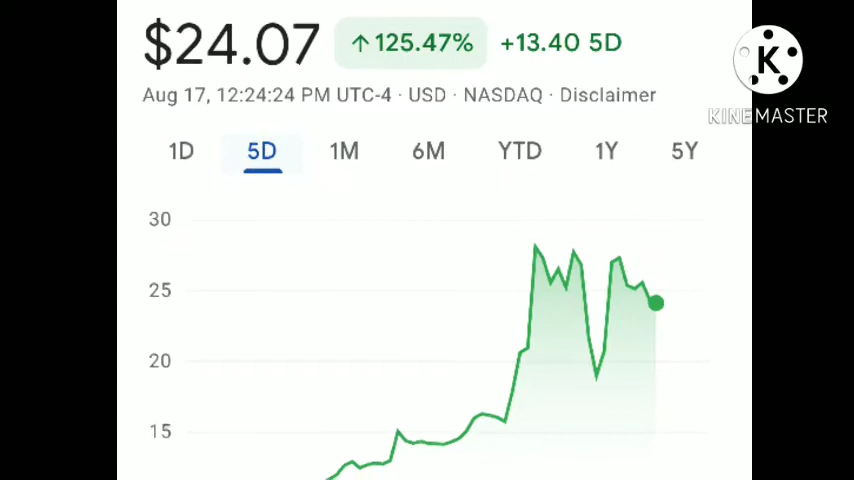 $24.07 ↑125.47% +13.40 5D
Aug 17, 12:24:24 PM UTC-4 · USD · NASDAQ · Disclaimer
1D 5D 1M 6M YTD 1Y 5Y
30
25
20
15
K
KINEMASTER